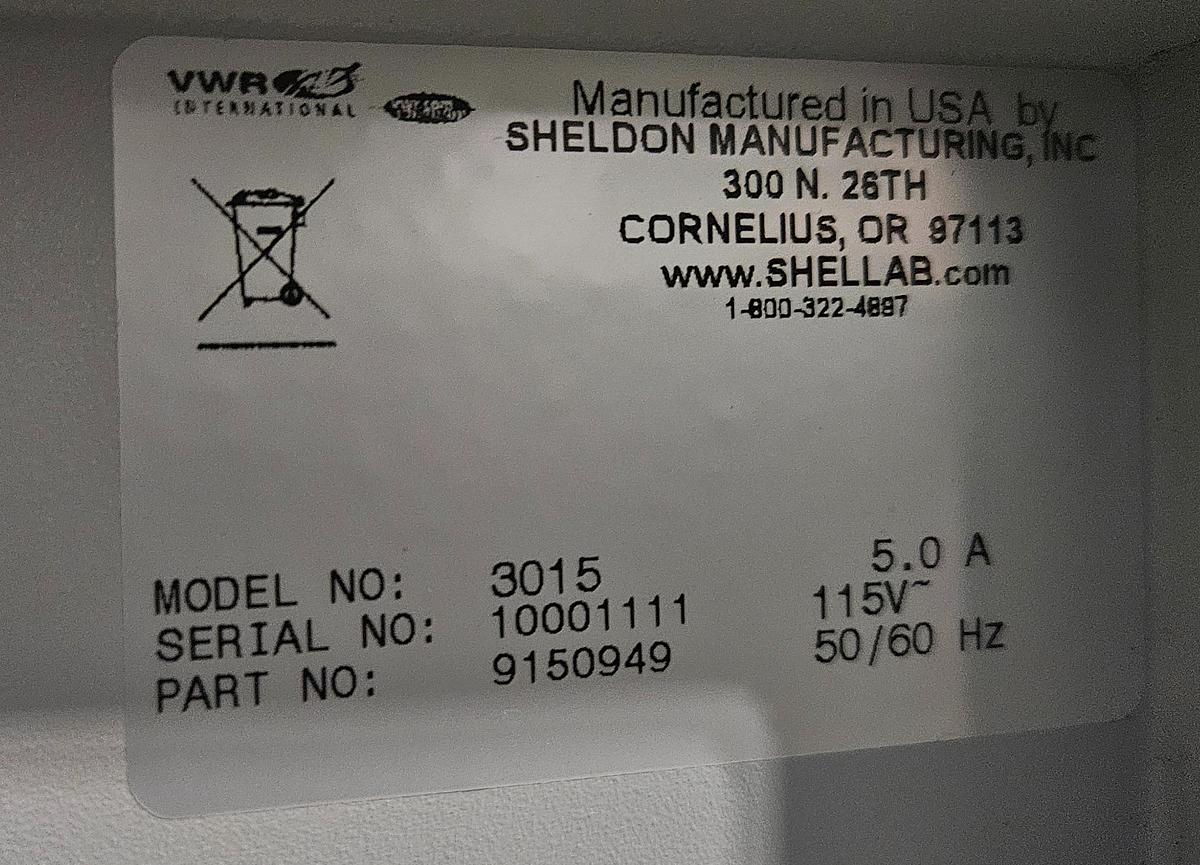 VWR
INTERNATIONAL
Manufactured in USA by
SHELDON MANUFACTURING, INC
300 N. 26TH
CORNELIUS, OR 97113
www.SHELLAB.com
1-800-322-4897
MODEL NO: 3015 5.0 A
SERIAL NO: 10001111 115V~
PART NO: 9150949 50/60 Hz